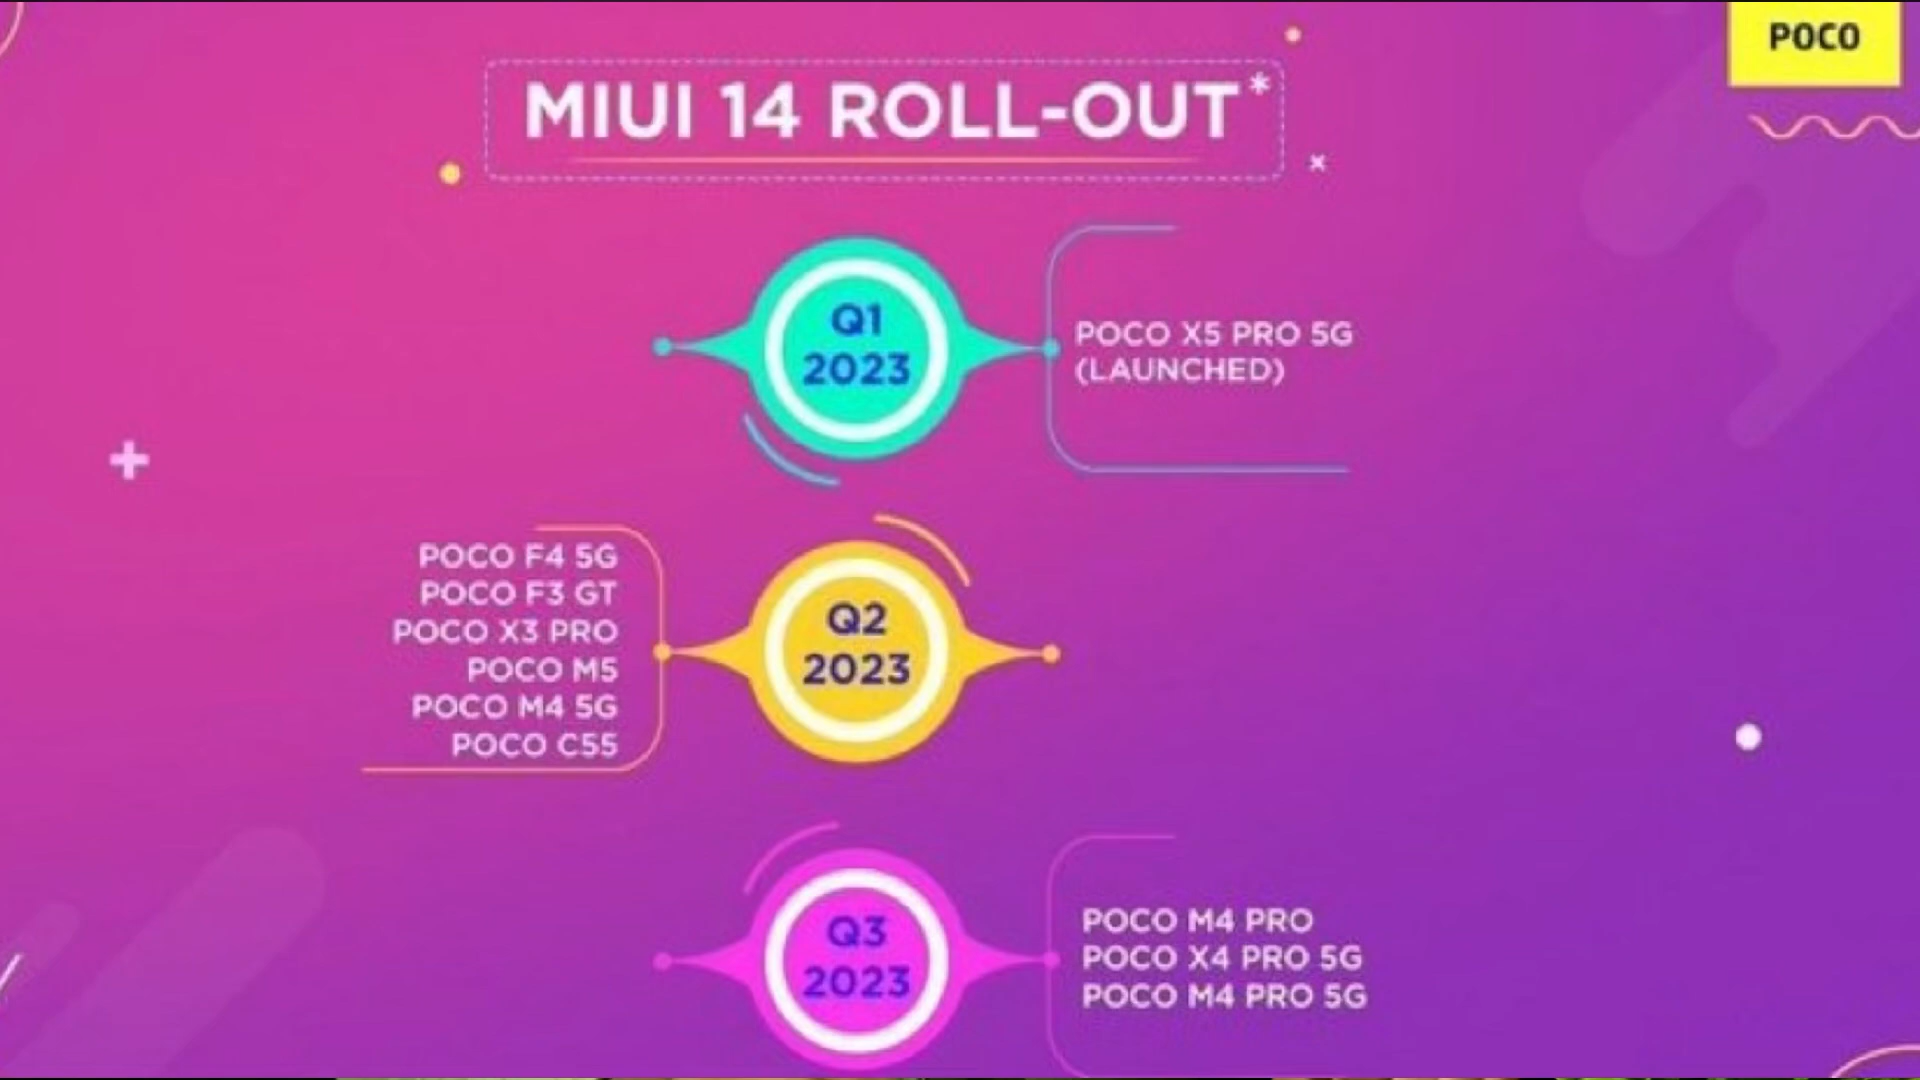 POCO
MIUI 14 ROLL-OUT*
Q1
2023
POCO X5 PRO 5G
(LAUNCHED)
POCO F4 5G
POCO F3 GT
POCO X3 PRO
POCO M5
POCO M4 5G
POCO C55
Q2
2023
Q3
2023
POCO M4 PRO
POCO X4 PRO 5G
POCO M4 PRO 5G